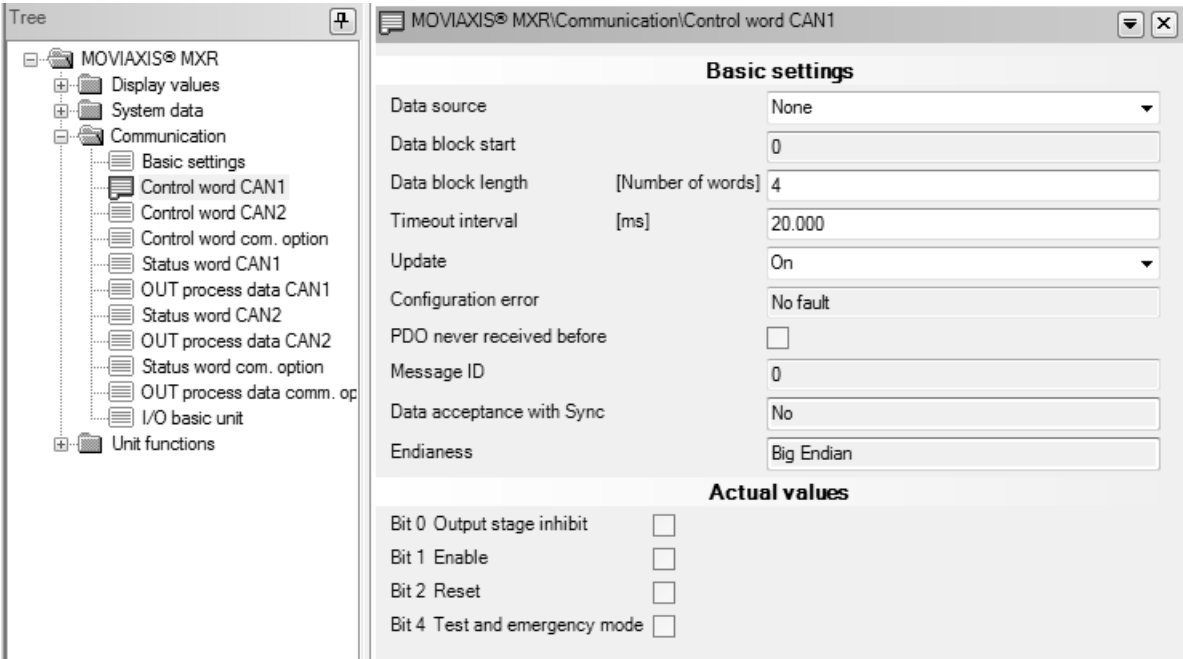 Tree
MOVIAXIS® MXR
Display values
System data
Communication
Basic settings
Control word CAN1
Control word CAN2
Control word com. option
Status word CAN1
OUT process data CAN1
Status word CAN2
OUT process data CAN2
Status word com. option
OUT process data comm. op
I/O basic unit
Unit functions
MOVIAXIS® MXR\Communication\Control word CAN1
Basic settings
Data source None
Data block start 0
Data block length [Number of words] 4
Timeout interval [ms] 20.000
Update On
Configuration error No fault
PDO never received before
Message ID 0
Data acceptance with Sync No
Endianess Big Endian
Actual values
Bit 0 Output stage inhibit
Bit 1 Enable
Bit 2 Reset
Bit 4 Test and emergency mode